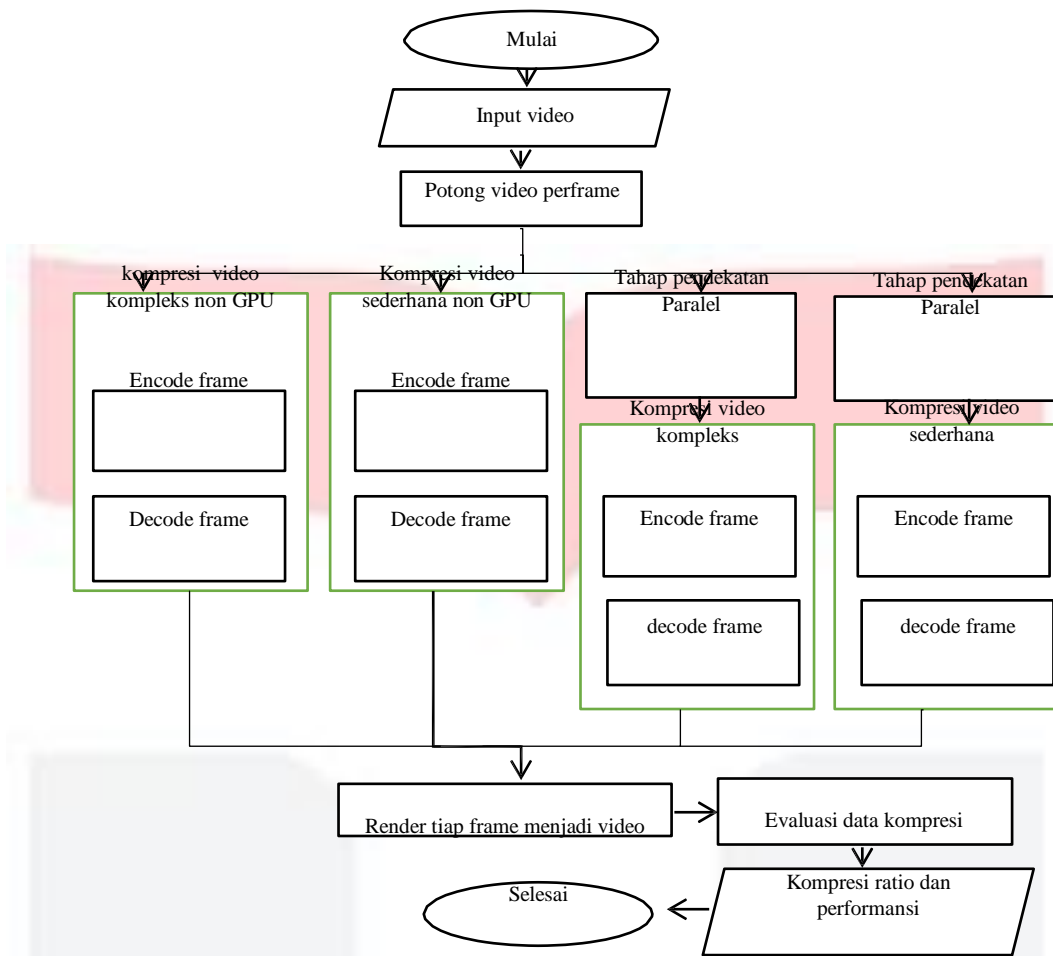 Mulai
Input video
Potong video perframe
kompresi video
kompleks non GPU
Encode frame
Decode frame
Kompresi video
sederhana non GPU
Encode frame
Decode frame
Tahap pendekatan
Paralel
Kompresi video
kompleks
Encode frame
decode frame
Tahap pendekatan
Paralel
Kompresi video
sederhana
Encode frame
decode frame
Render tiap frame menjadi video
Evaluasi data kompresi
Kompresi ratio dan
performansi
Selesai